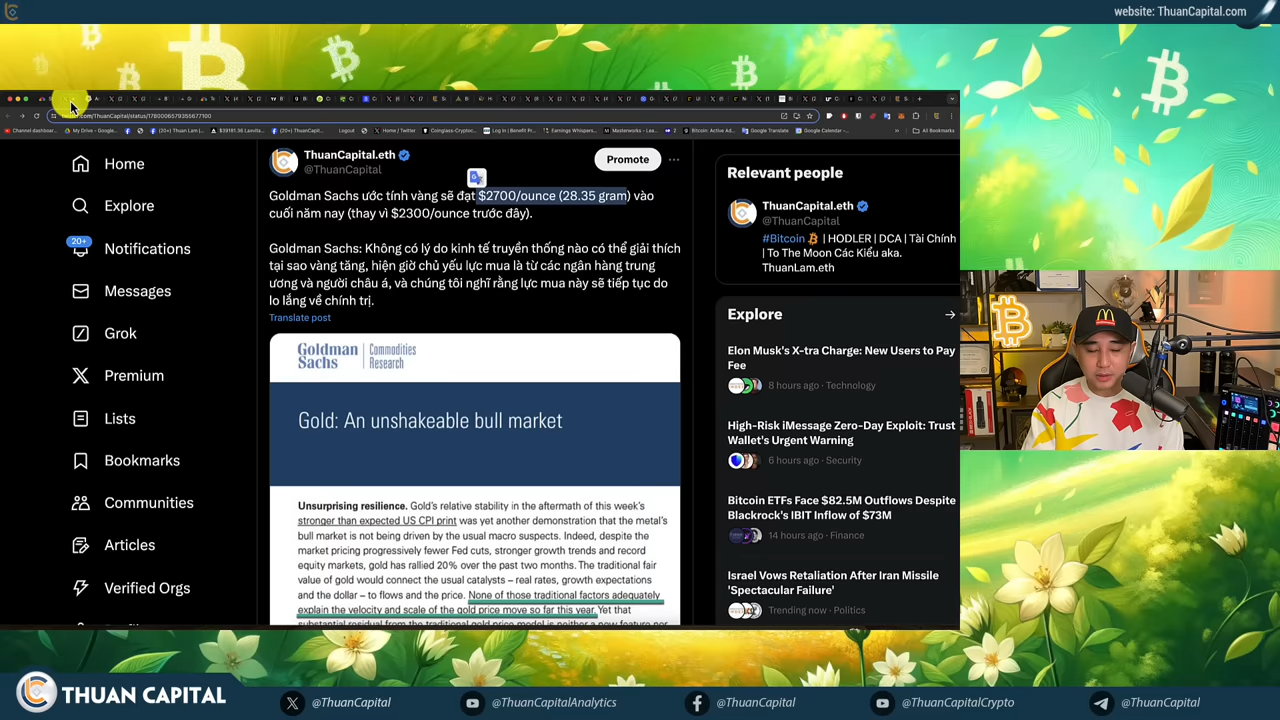 website: ThuanCapital.com
All Bookmarks
Home
Explore
20+
Notifications
Messages
Grok
Premium
Lists
Bookmarks
Communities
Articles
Verified Orgs
ThuanCapital.eth
@ThuanCapital
Promote
Goldman Sachs ước tính vàng sẽ đạt $2700/ounce (28.35 gram) vào
cuối năm nay (thay vì $2300/ounce trước đây).
Goldman Sachs: Không có lý do kinh tế truyền thống nào có thể giải thích
tại sao vàng tăng, hiện giờ chủ yếu lực mua là từ các ngân hàng trung
ương và người châu á, và chúng tôi nghĩ rằng lực mua này sẽ tiếp tục do
lo lắng về chính trị.
Translate post
Goldman
Sachs
Commodities
Research
Gold: An unshakeable bull market
Unsurprising resilience. Gold's relative stability in the aftermath of this week's
stronger than expected US CPI print was yet another demonstration that the metal's
bull market is not being driven by the usual macro suspects. Indeed, despite the
market pricing progressively fewer Fed cuts, stronger growth trends and record
equity markets, gold has rallied 20% over the past two months. The traditional fair
value of gold would connect the usual catalysts – real rates, growth expectations
and the dollar – to flows and the price. None of those traditional factors adequately
explain the velocity and scale of the gold price move so far this year. Yet that
substantial residual from the traditional gold price model is neither a new feature nor
Relevant people
ThuanCapital.eth
@ThuanCapital
#Bitcoin | HODLER | DCA | Tài Chính
| To The Moon Các Kiểu aka.
ThuanLam.eth
Explore
Elon Musk's X-tra Charge: New Users to Pay
Fee
8 hours ago · Technology
High-Risk iMessage Zero-Day Exploit: Trust
Wallet's Urgent Warning
6 hours ago · Security
Bitcoin ETFs Face $82.5M Outflows Despite
Blackrock's IBIT Inflow of $73M
14 hours ago · Finance
Israel Vows Retaliation After Iran Missile
'Spectacular Failure'
Trending now · Politics
THUAN CAPITAL
@ThuanCapital
@ThuanCapitalAnalytics
@ThuanCapital
@ThuanCapitalCrypto
@ThuanCapital